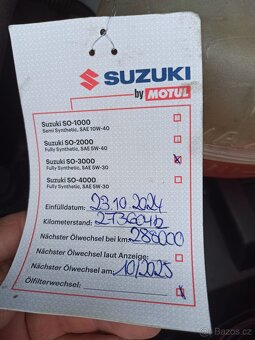 SUZUKI
by MOTUL
Suzuki SO-1000
Semi Synthetic, SAE 10W-40
Suzuki SO-2000
Fully Synthetic, SAE 5W-40
Suzuki SO-3000
Fully Synthetic, SAE 5W-30
Suzuki SO-4000
Fully Synthetic, SAE 5W-30
Einfülldatum: 23.10.2024
Kilometerstand:
Nächster Ölwechsel bei km: 288000
Nächster Ölwechsel laut Anzeige:
Nächster Ölwechsel am: 10/2025
Ölfilterwechsel:
Bazoš.cz